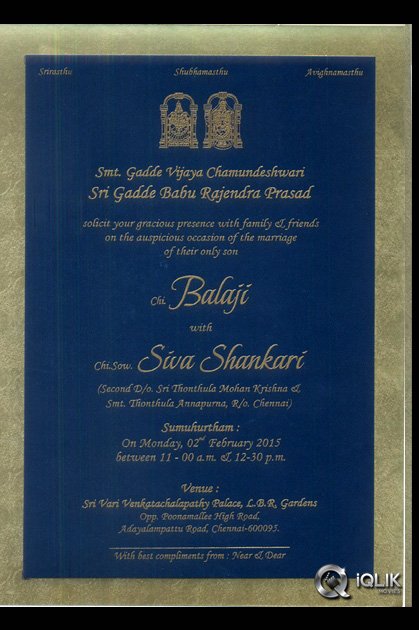 Srirasthu Shubhamasthu Avighnamasthu
Smt. Gadde Vijaya Chamundeshwari
Sri Gadde Babu Rajendra Prasad
solicit your gracious presence with family & friends
on the auspicious occasion of the marriage
of their only son
Chi. Balaji
with
Chi.Sow. Siva Shankari
(Second D/o. Sri Thonthula Mohan Krishna &
Smt. Thonthula Annapurna, R/o. Chennai)
Sumuhurtham :
On Monday, 02nd February 2015
between 11 - 00 a.m. & 12-30 p.m.
Venue :
Sri Vari Venkatachalapathy Palace, L.B.R. Gardens
Opp. Poonamallee High Road,
Adayalampattu Road, Chennai-600095.
With best compliments from : Near & Dear
iQLIK
MOVIES